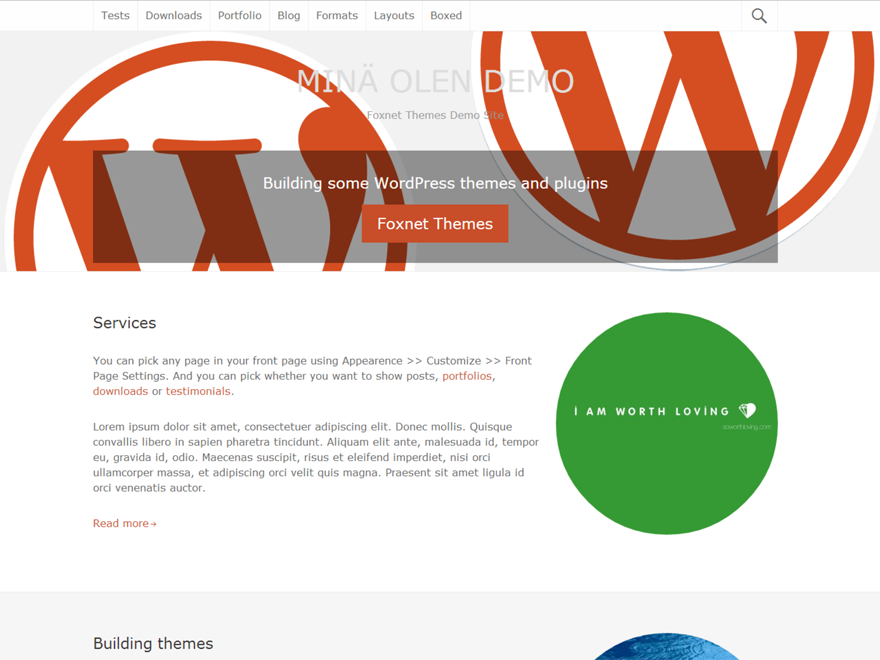 Tests Downloads Portfolio Blog Formats Layouts Boxed
MINÄ OLEN DEMO
Foxnet Themes Demo Site
Building some WordPress themes and plugins
Foxnet Themes
Services
You can pick any page in your front page using Appearence >> Customize >> Front
Page Settings. And you can pick whether you want to show posts, portfolios,
downloads or testimonials.
Lorem ipsum dolor sit amet, consectetuer adipiscing elit. Donec mollis. Quisque
convallis libero in sapien pharetra tincidunt. Aliquam elit ante, malesuada id, tempor
eu, gravida id, odio. Maecenas suscipit, risus et eleifend imperdiet, nisi orci
ullamcorper massa, et adipiscing orci velit quis magna. Praesent sit amet ligula id
orci venenatis auctor.
Read more→
I AM WORTH LOVİNG
soworthloving.com
Building themes